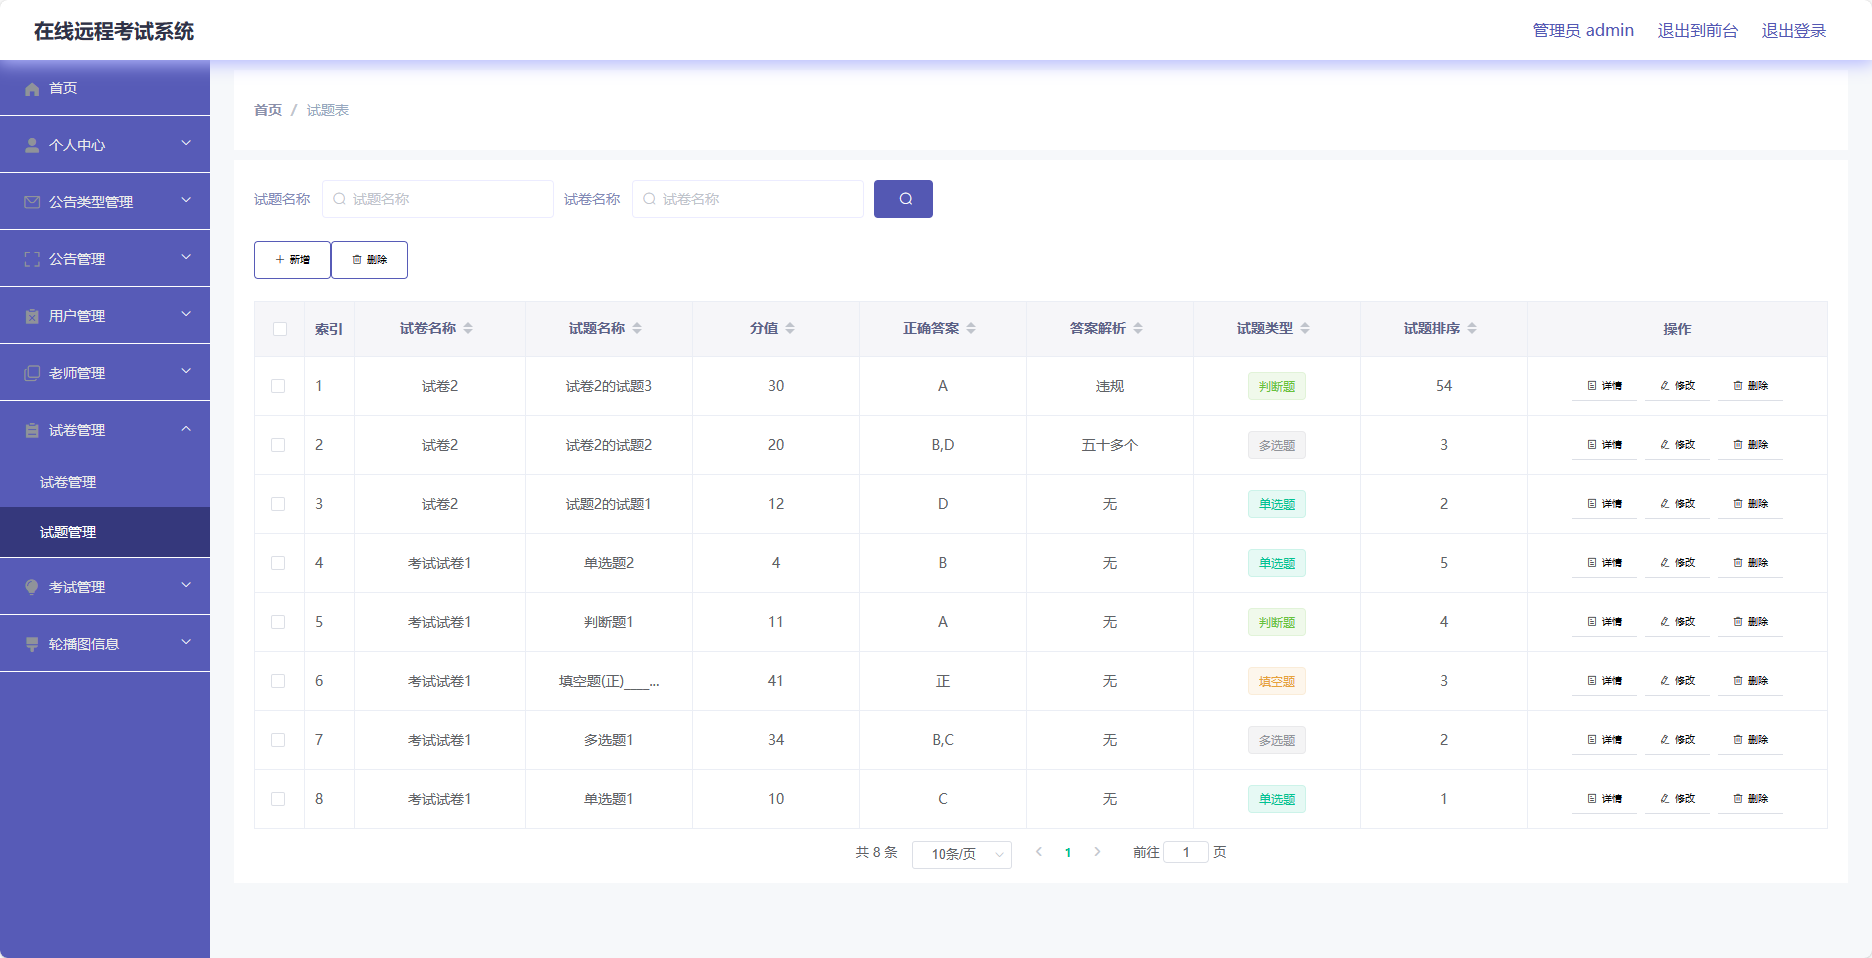 在线远程考试系统
管理员 admin 退出到前台 退出登录
首页
个人中心
公告类型管理
公告管理
用户管理
老师管理
试卷管理
试卷管理
试题管理
考试管理
轮播图信息
首页 / 试题表
试题名称 试题名称 试卷名称 试卷名称
新增 删除
索引 试卷名称 试题名称 分值 正确答案 答案解析 试题类型 试题排序 操作
1 试卷2 试卷2的试题3 30 A 违规 判断题 54 详情 修改 删除
2 试卷2 试卷2的试题2 20 B,D 五十多个 多选题 3 详情 修改 删除
3 试卷2 试题2的试题1 12 D 无 单选题 2 详情 修改 删除
4 考试试卷1 单选题2 4 B 无 单选题 5 详情 修改 删除
5 考试试卷1 判断题1 11 A 无 判断题 4 详情 修改 删除
6 考试试卷1 填空题(正)____... 41 正 无 填空题 3 详情 修改 删除
7 考试试卷1 多选题1 34 B,C 无 多选题 2 详情 修改 删除
8 考试试卷1 单选题1 10 C 无 单选题 1 详情 修改 删除
共 8 条 10条/页 1 前往 1 页